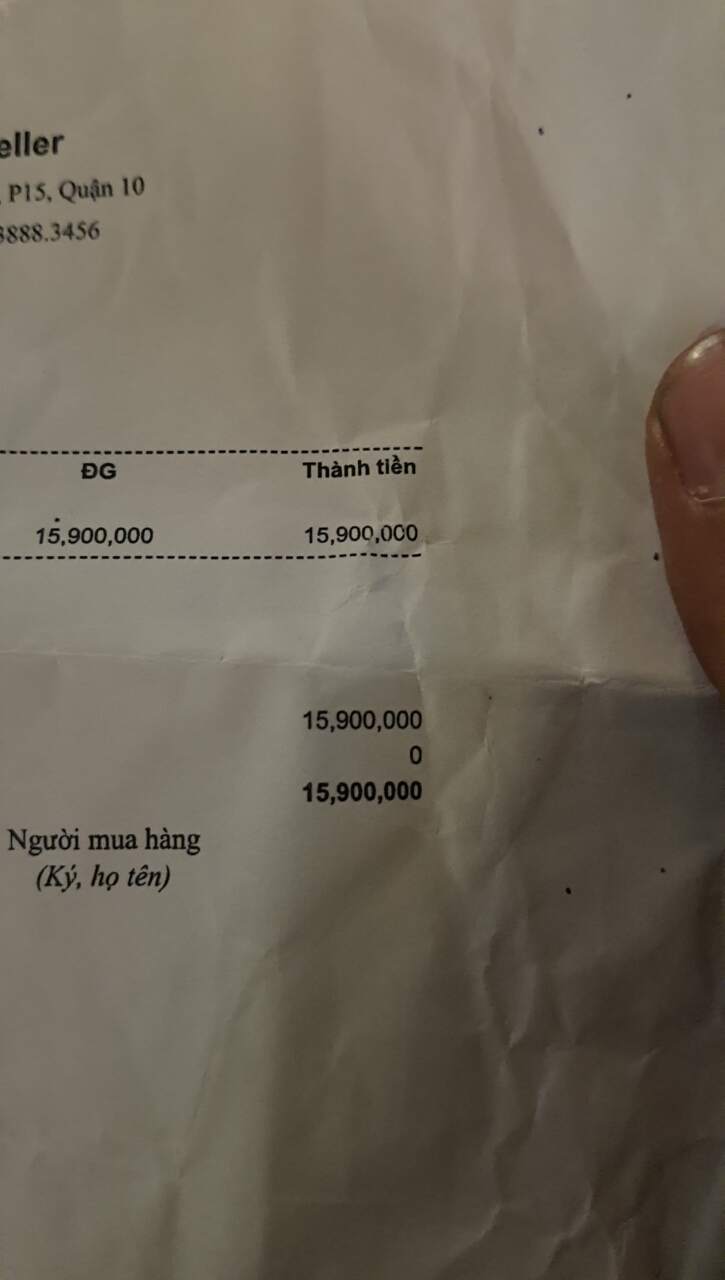 eller
, P15, Quận 10
3888.3456
ĐG Thành tiền
15,900,000 15,900,000
15,900,000
0
15,900,000
Người mua hàng
(Ký, họ tên)